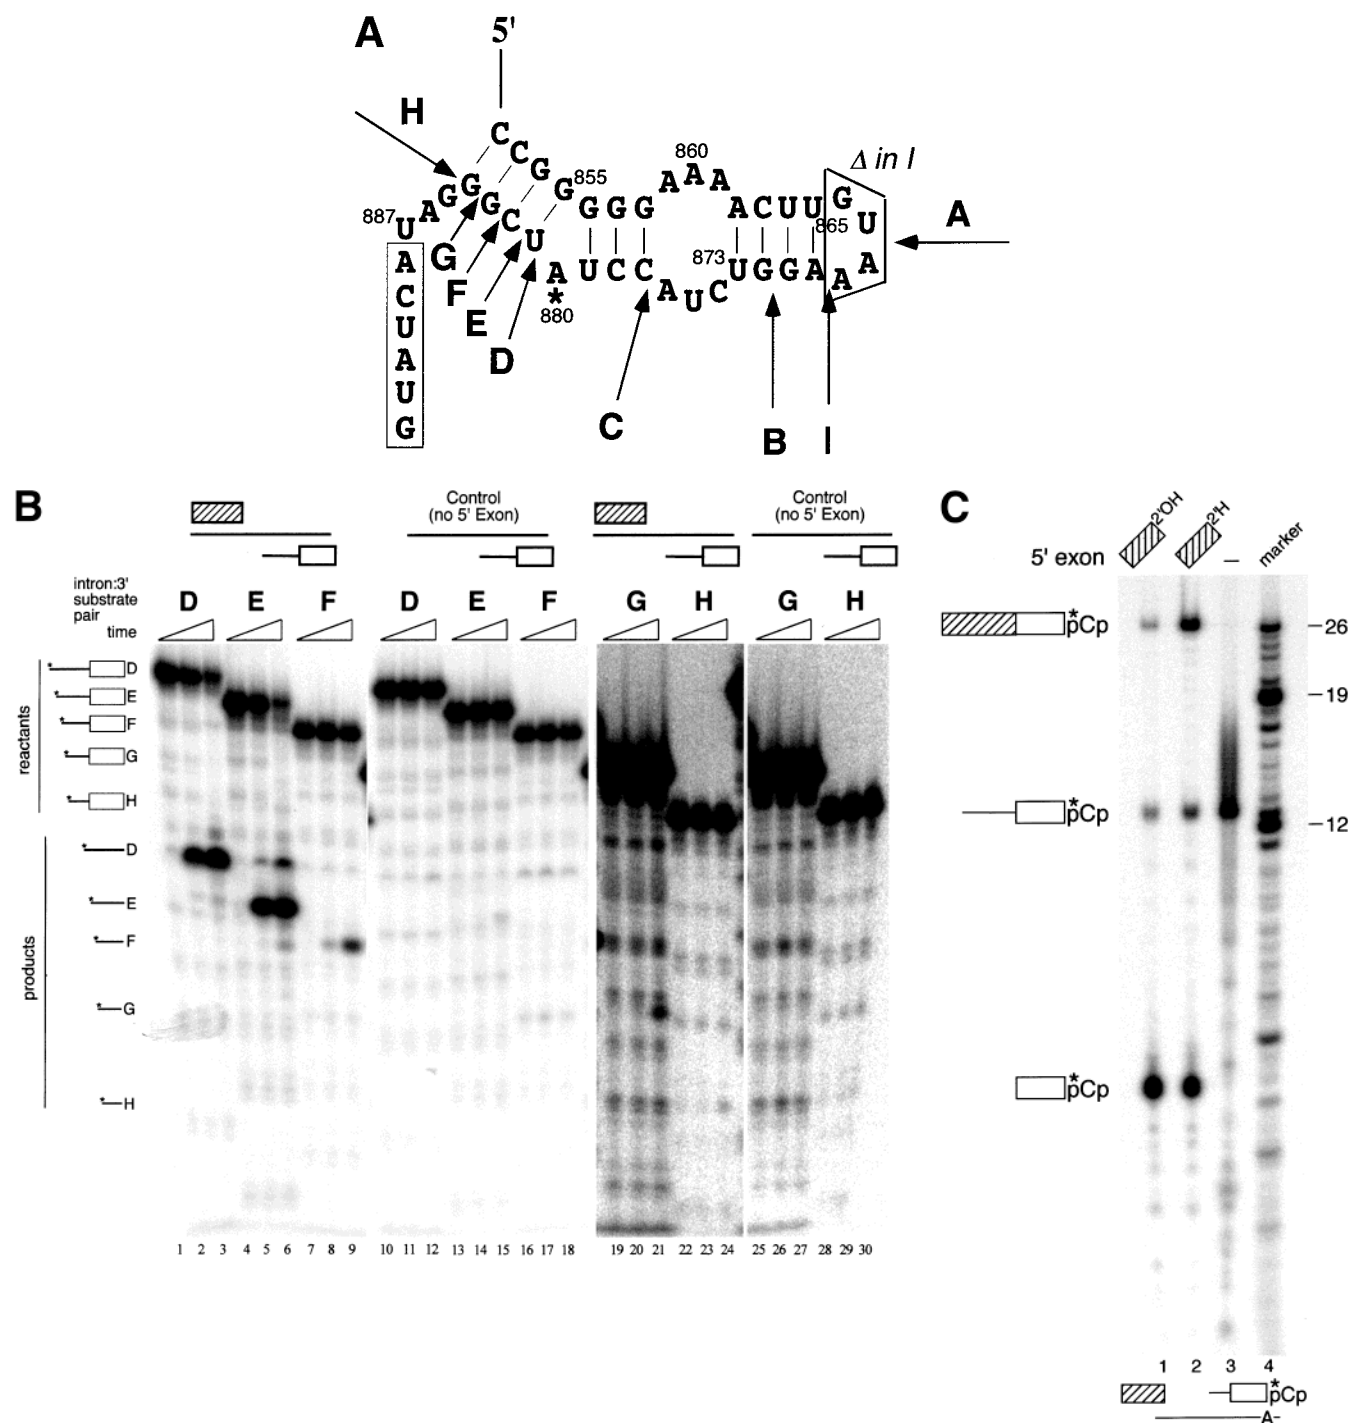 A
5'
H
C
C
G
G
855
860
A A A
Δ in I
G G G
A C U U
G
U
A
A
865
A
887
U
A
G
G
G
C
U
A
*
880
U C C
A
U
C
873
U G G A
G
F
E
D
C
B
I
A
C
U
A
U
G
B
Control
(no 5' Exon)
Control
(no 5' Exon)
intron:3'
substrate
pair
D E F D E F G H G H
time
reactants
* D
* E
* F
* G
* H
products
* D
* E
* F
* G
* H
1 2 3 4 5 6 7 8 9 10 11 12 13 14 15 16 17 18 19 20 21 22 23 24 25 26 27 28 29 30
C
5' exon
2'OH
2'H
–
marker
*
pCp
26
19
*
pCp
12
*
pCp
1 2 3 4
*
pCp
A-